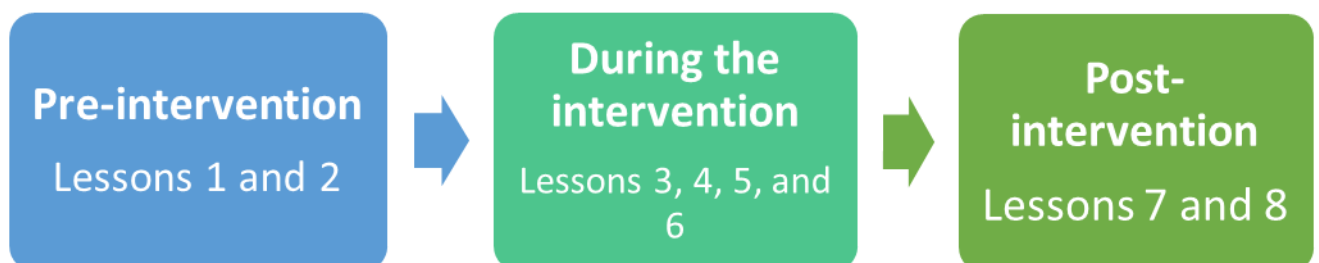 Pre-intervention
Lessons 1 and 2
During the
intervention
Lessons 3, 4, 5, and
6
Post-
intervention
Lessons 7 and 8